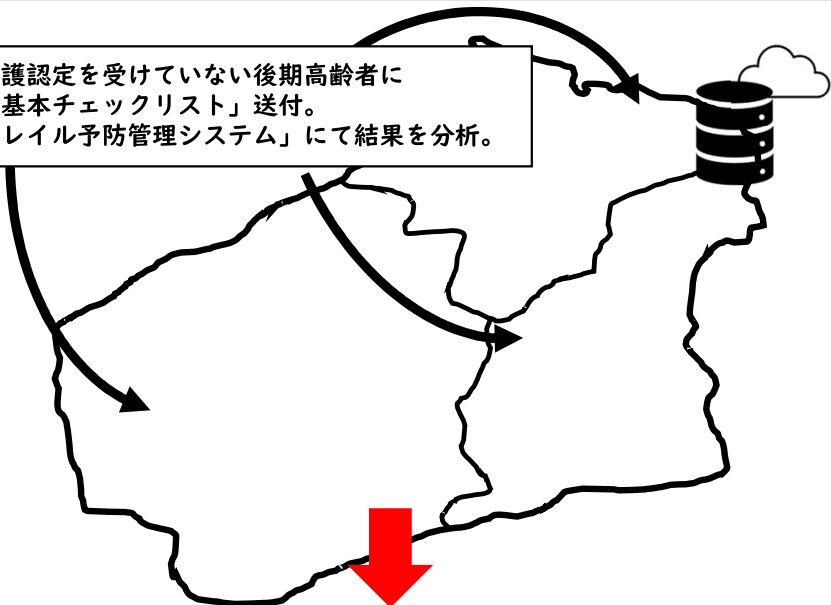 護認定を受けていない後期高齢者に
基本チェックリスト」送付。
レイル予防管理システム」にて結果を分析。